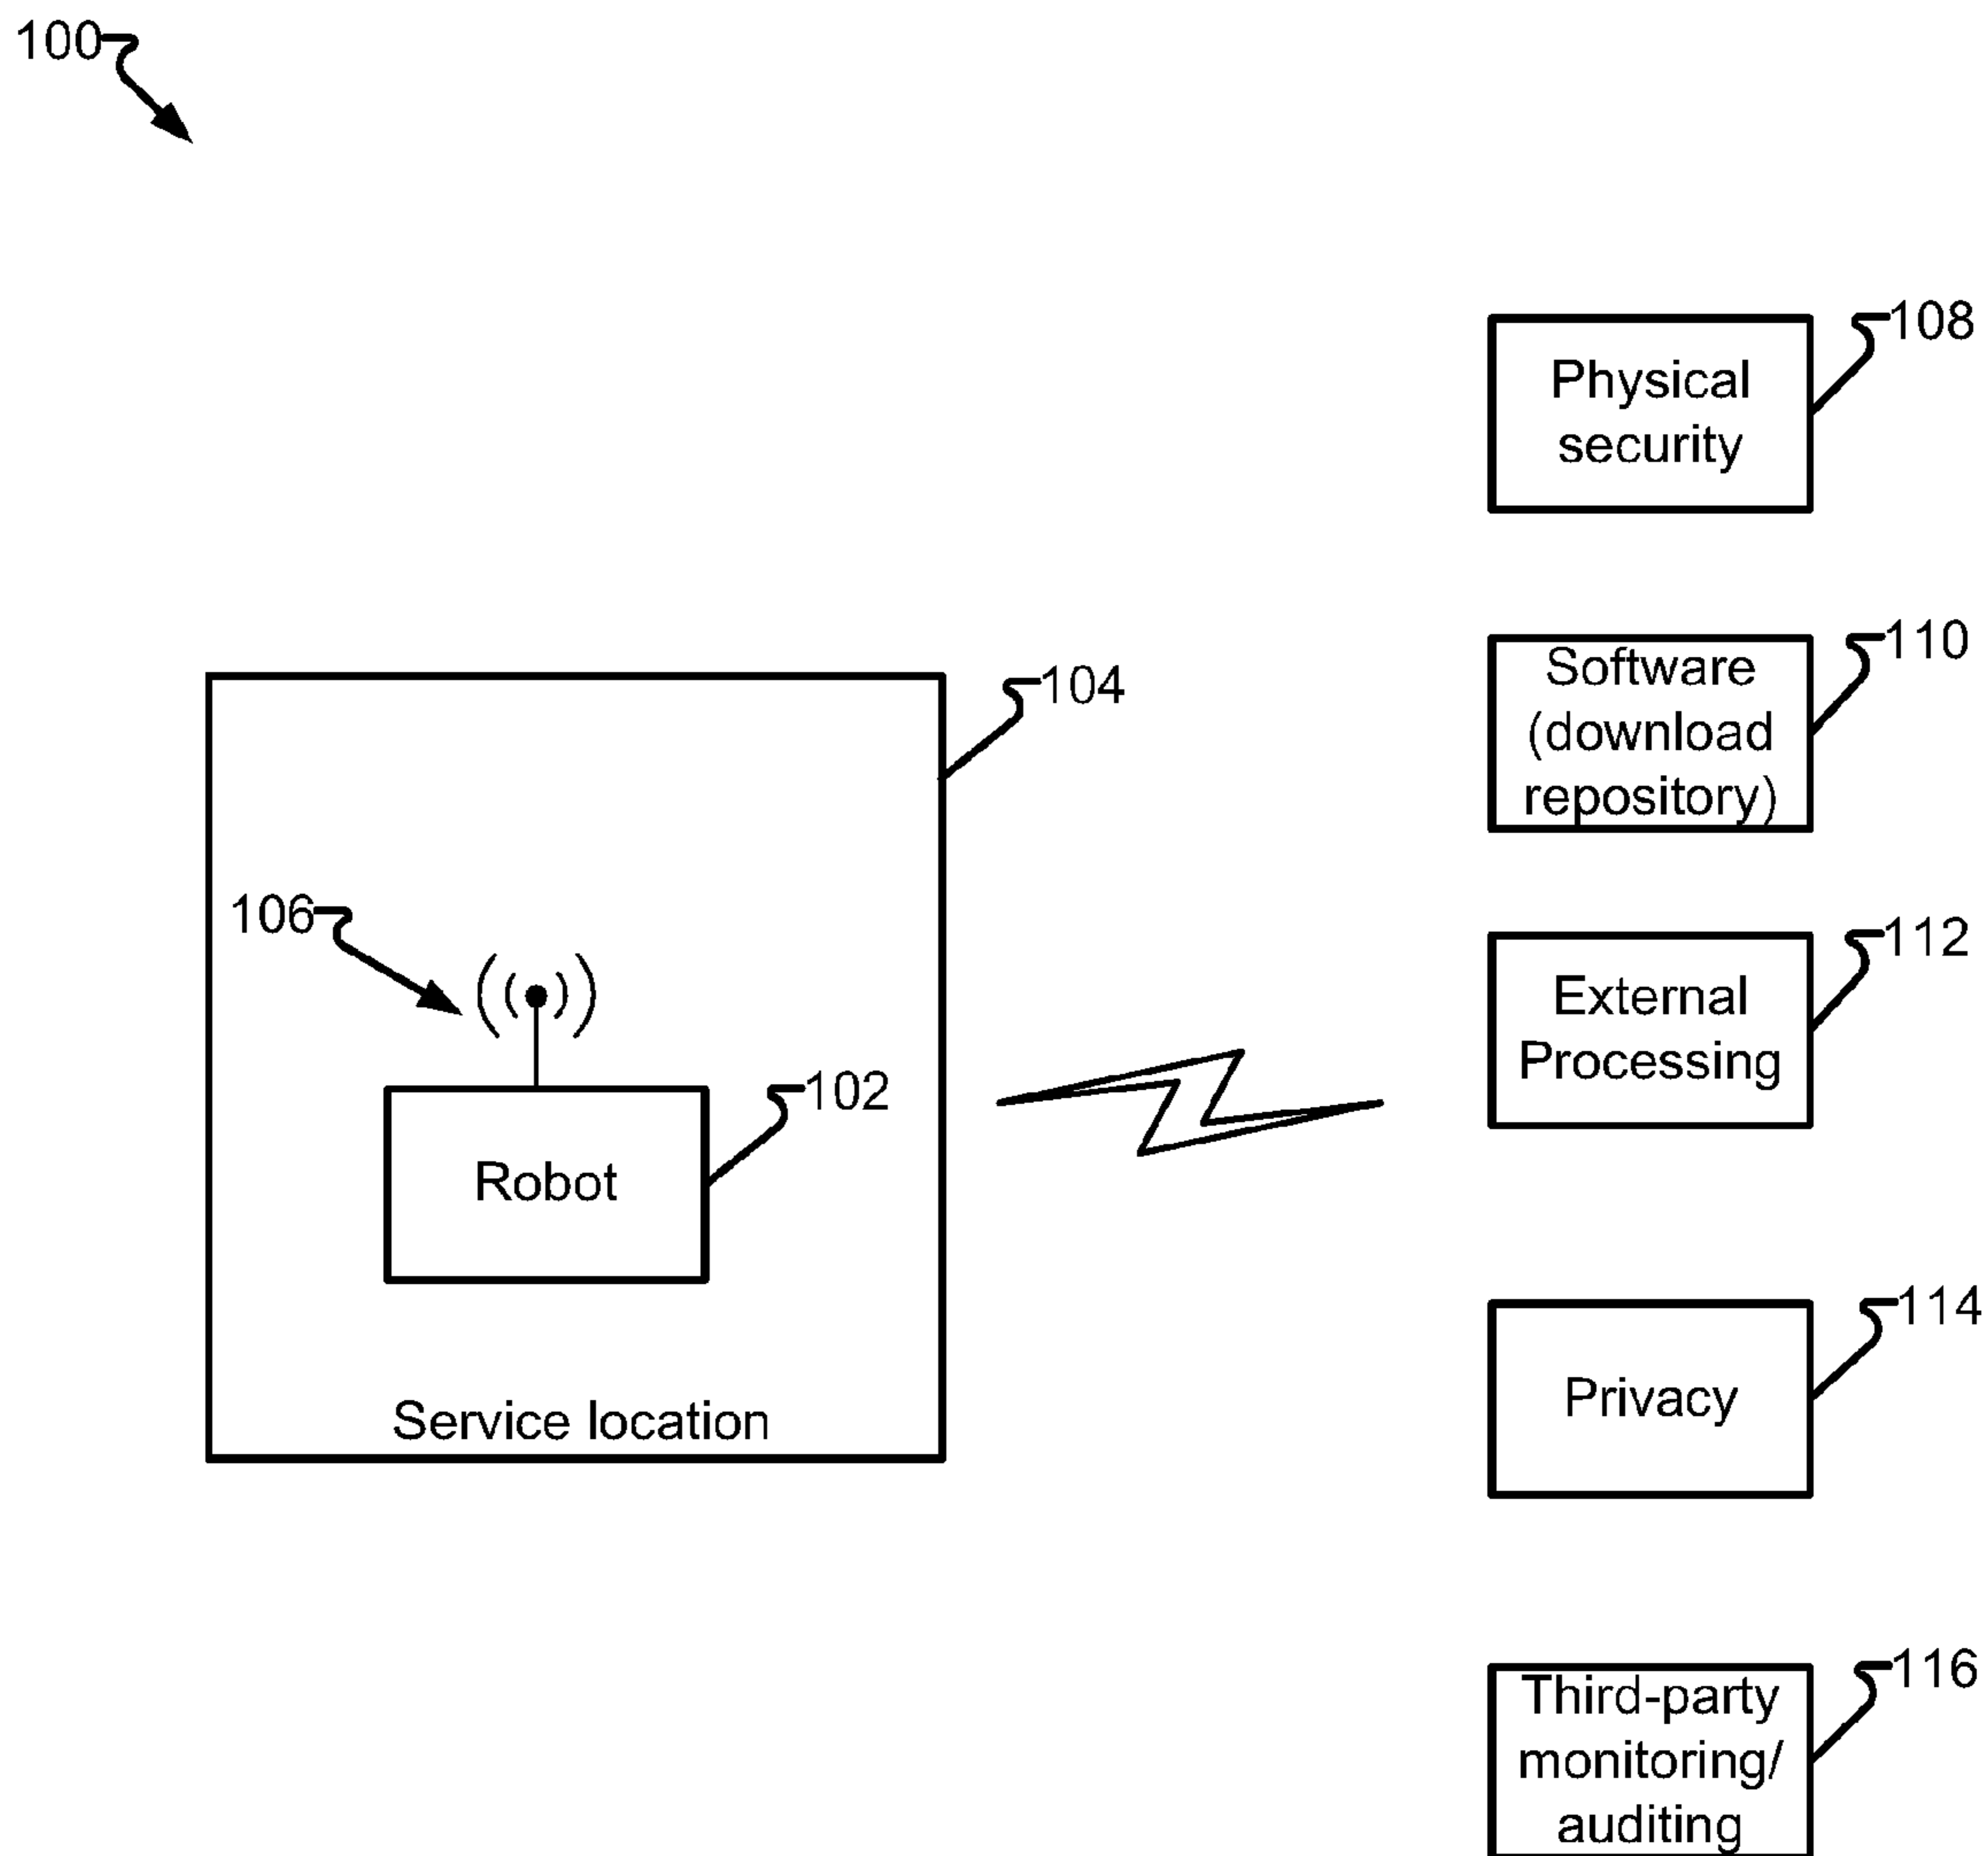 100
108
Physical
security
110
Software
(download
repository)
104
106
112
External
Processing
102
Robot
114
Privacy
Service location
116
Third-party
monitoring/
auditing